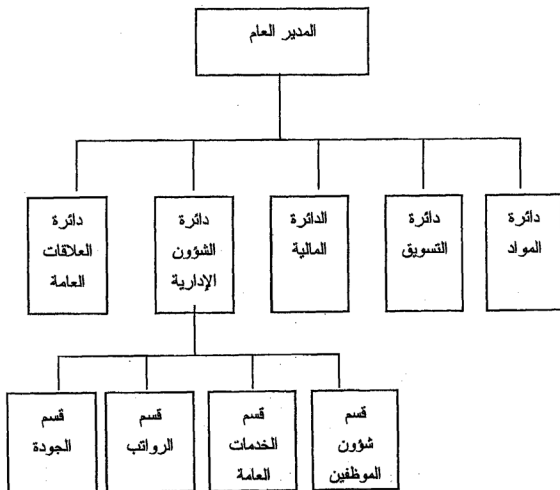 المدير العام
دائرة
المواد
دائرة
التسويق
الدائرة
المالية
دائرة
الشؤون
الإدارية
دائرة
العلاقات
العامة
قسم
شؤون
الموظفين
قسم
الخدمات
العامة
قسم
الرواتب
قسم
الجودة